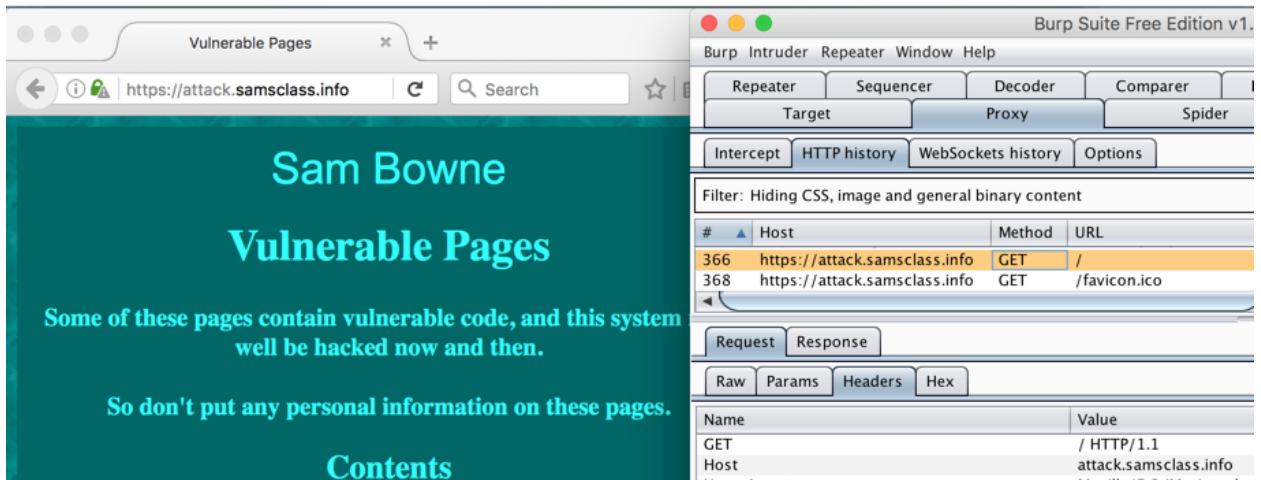 Vulnerable Pages
https://attack.samsclass.info
Search
Sam Bowne
Vulnerable Pages
Some of these pages contain vulnerable code, and this system
well be hacked now and then.
So don't put any personal information on these pages.
Contents
Burp Suite Free Edition v1.
Burp Intruder Repeater Window Help
Repeater Sequencer Decoder Comparer
Target Proxy Spider
Intercept HTTP history WebSockets history Options
Filter: Hiding CSS, image and general binary content
# Host Method URL
366 https://attack.samsclass.info GET /
368 https://attack.samsclass.info GET /favicon.ico
Request Response
Raw Params Headers Hex
Name Value
GET / HTTP/1.1
Host attack.samsclass.info